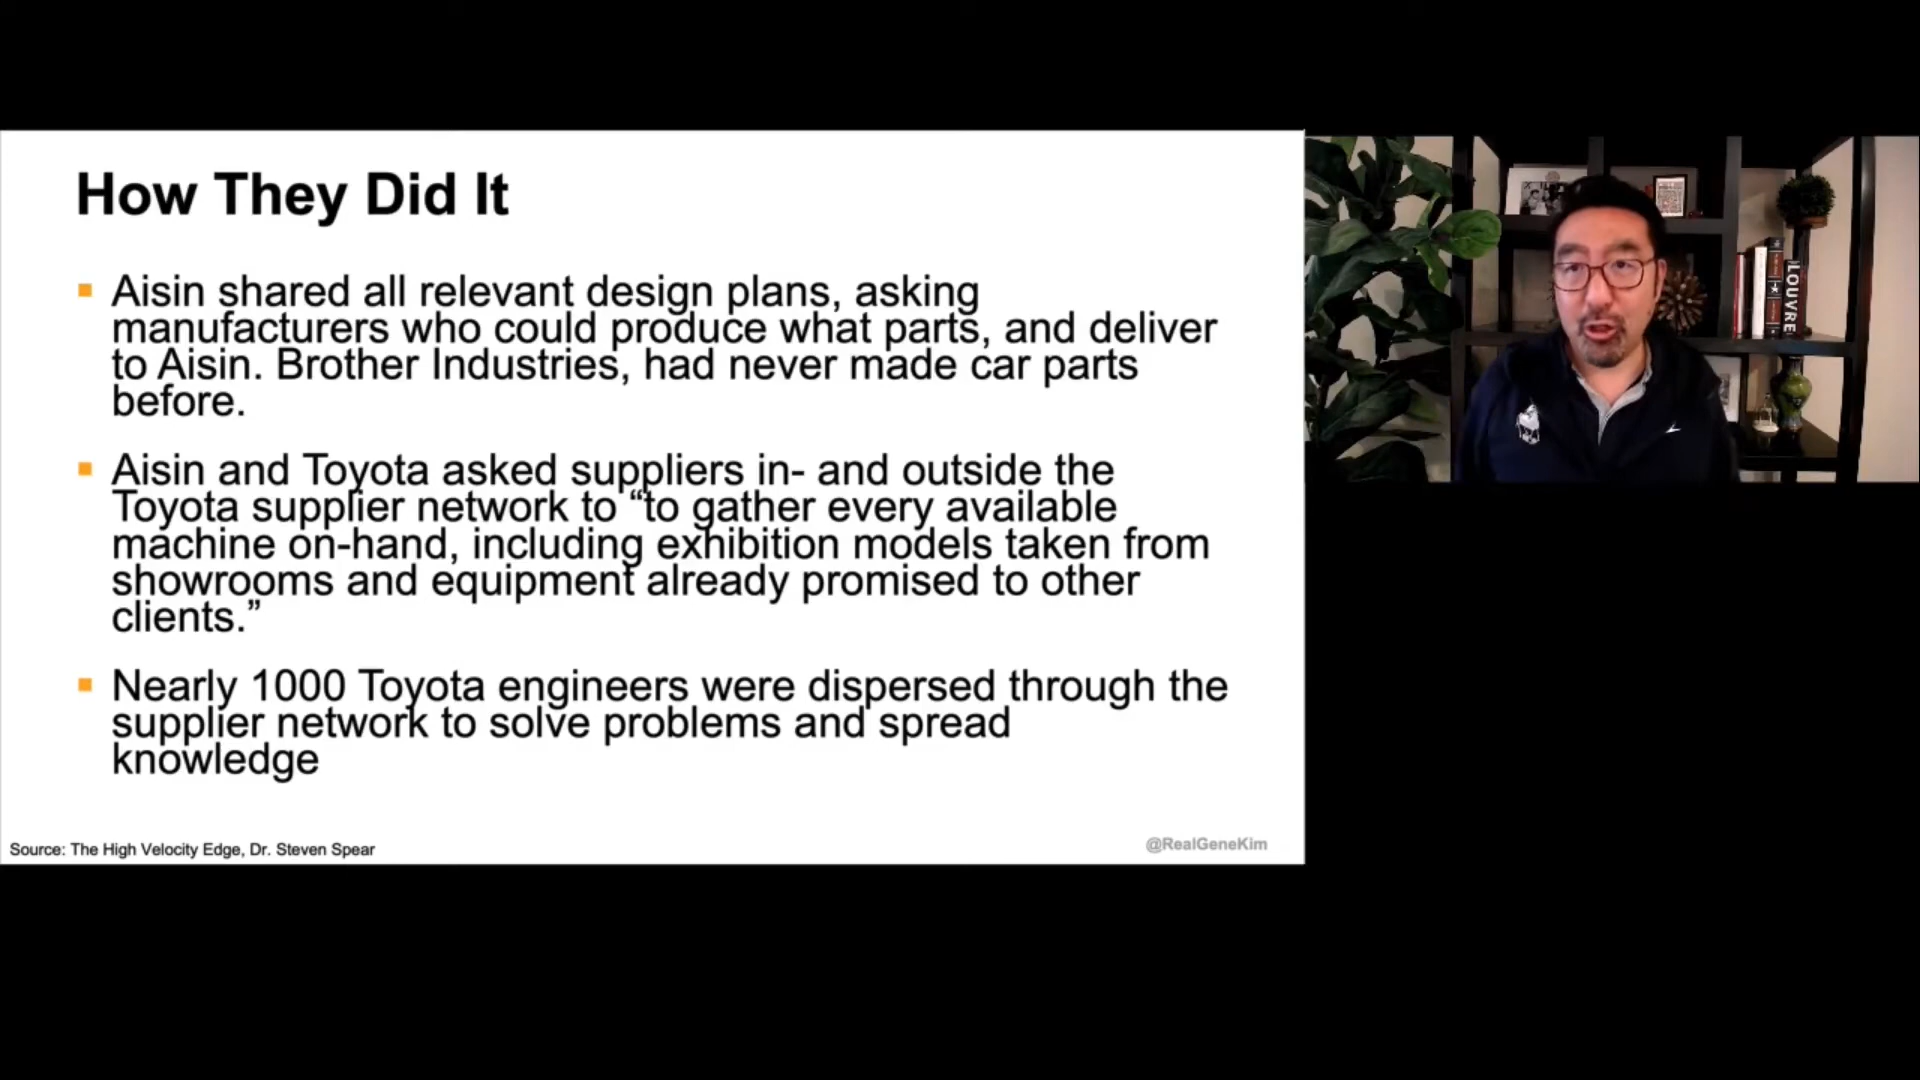 How They Did It
Aisin shared all relevant design plans, asking
manufacturers who could produce what parts, and deliver
to Aisin. Brother Industries, had never made car parts
before.
Aisin and Toyota asked suppliers in- and outside the
Toyota supplier network to “to gather every available
machine on-hand, including exhibition models taken from
showrooms and equipment already promised to other
clients.”
Nearly 1000 Toyota engineers were dispersed through the
supplier network to solve problems and spread
knowledge
Source: The High Velocity Edge, Dr. Steven Spear
@RealGeneKim
LOUVRE